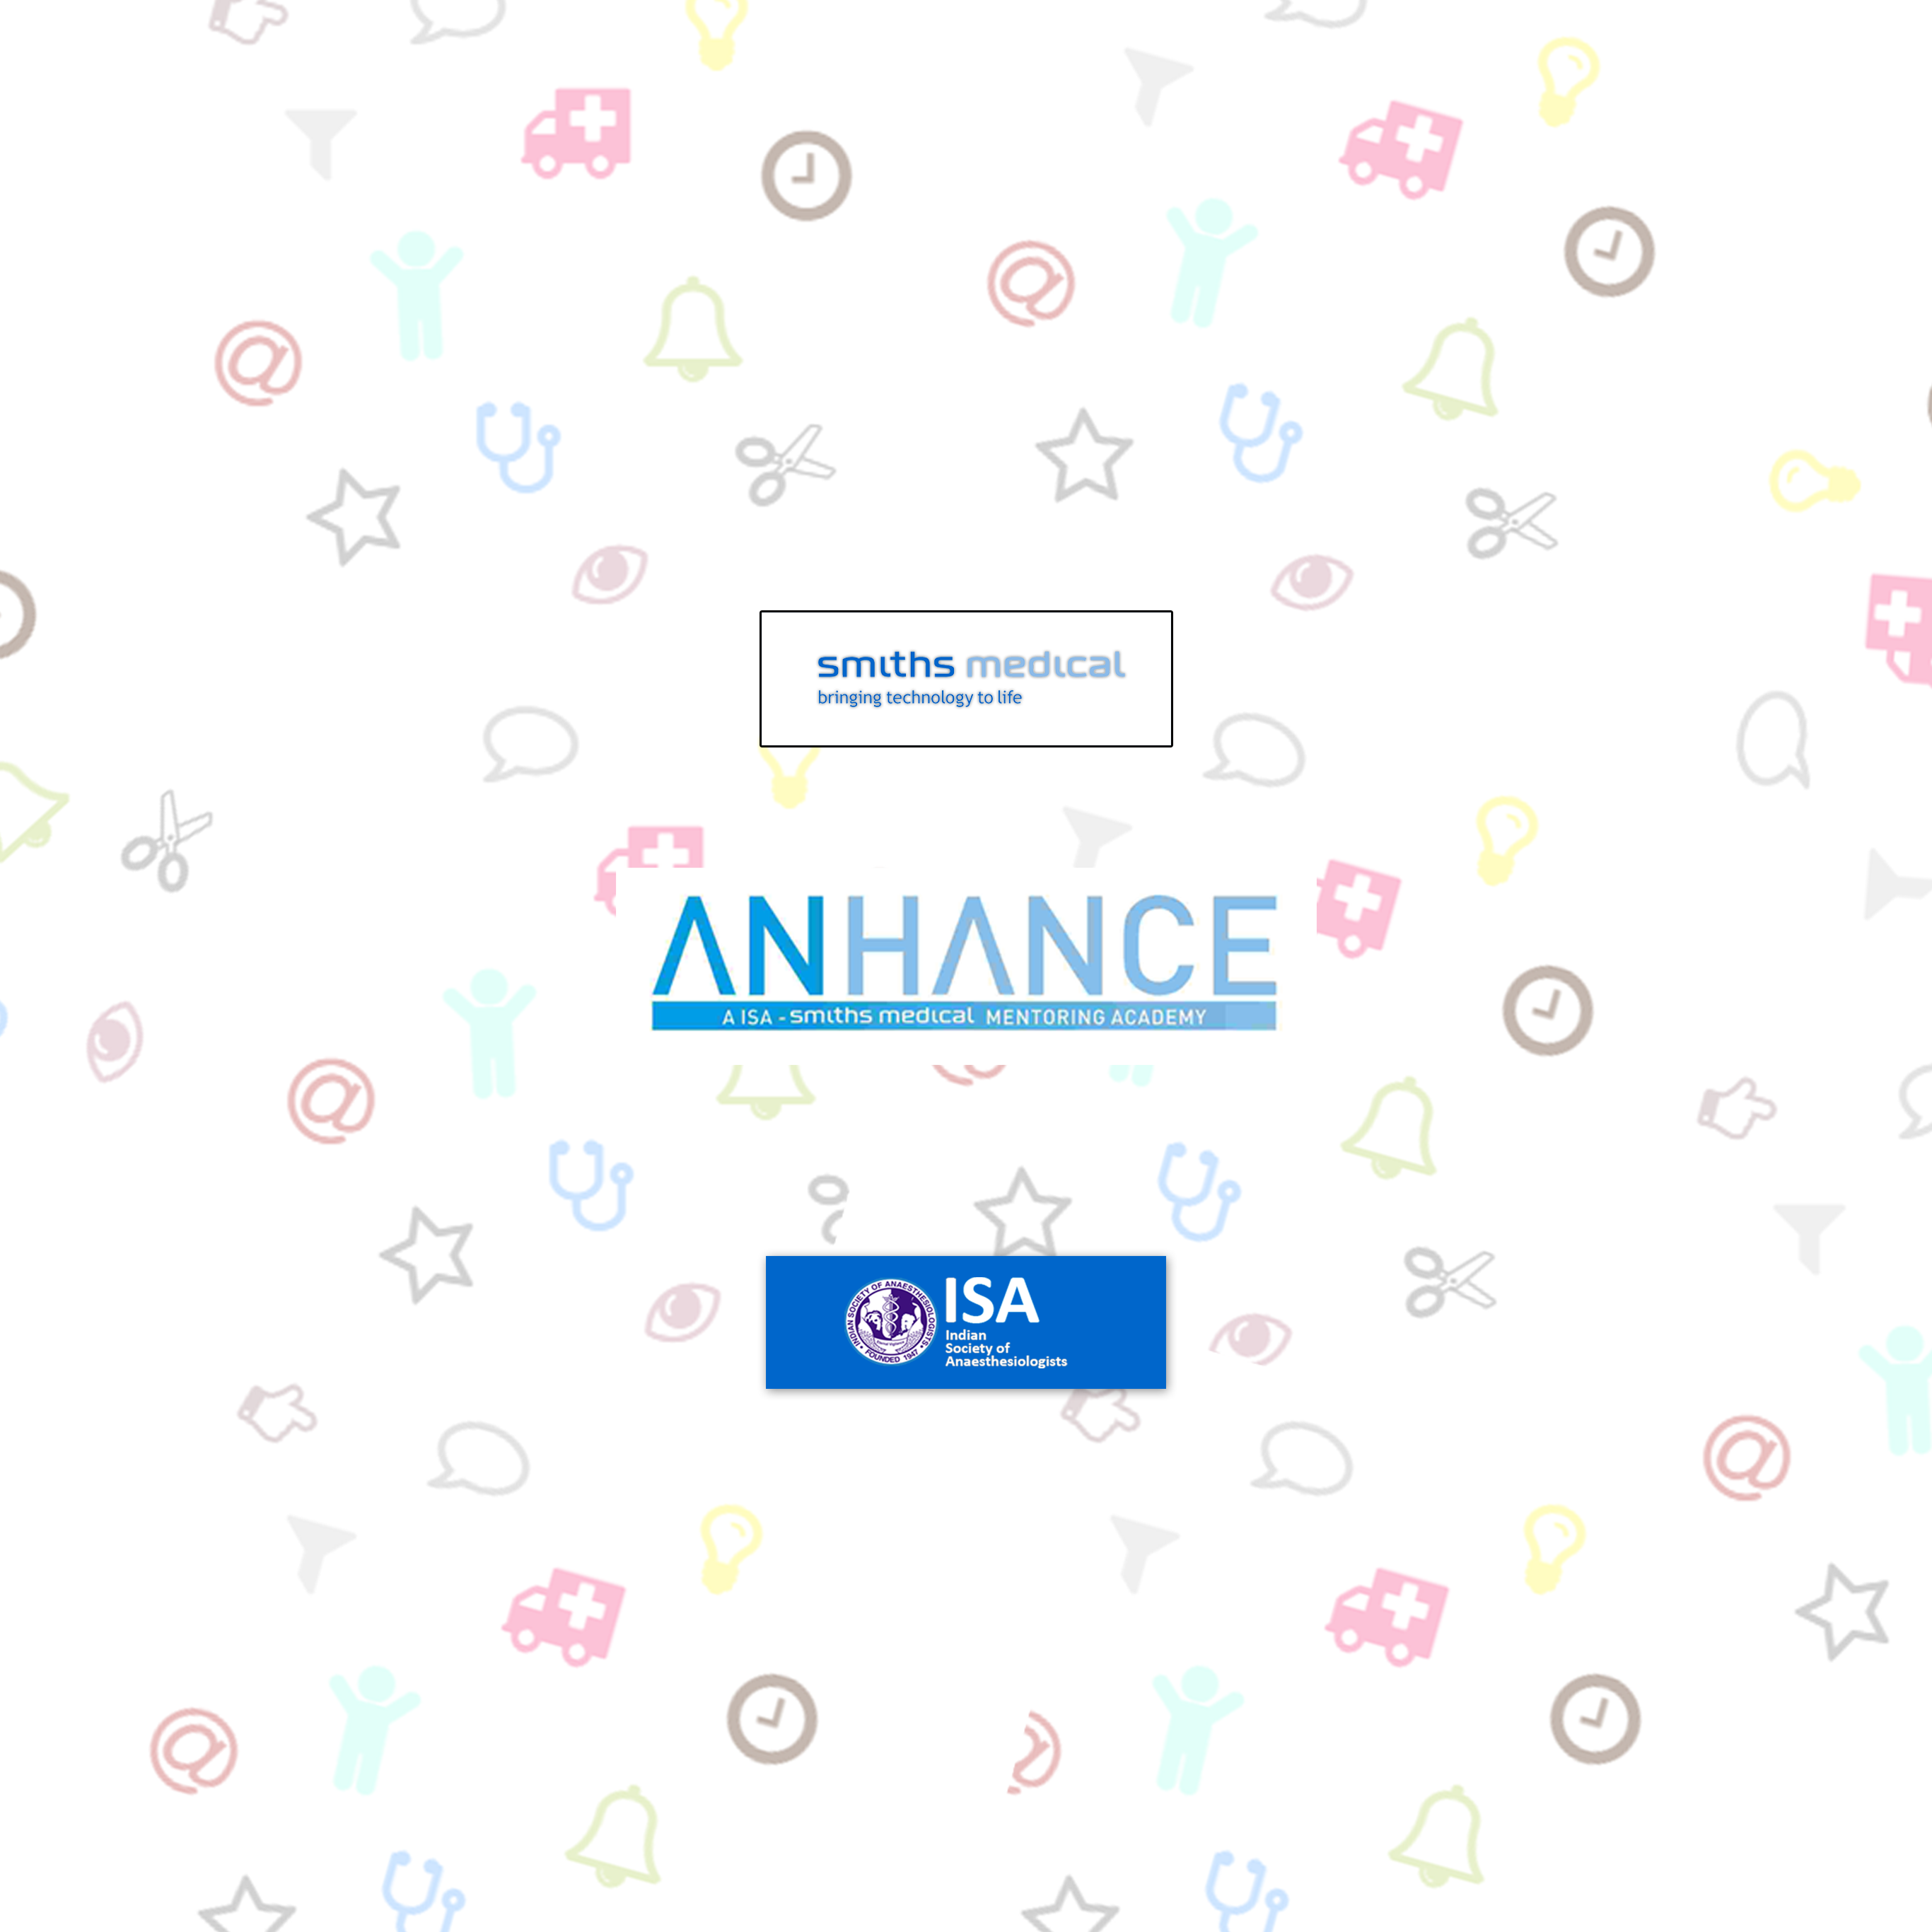 smiths medical
bringing technology to life
ANHANCE
A ISA - smiths medical MENTORING ACADEMY
INDIAN SOCIETY OF ANAESTHESIOLOGISTS
FOUNDED 1947
ISA
Indian
Society of
Anaesthesiologists